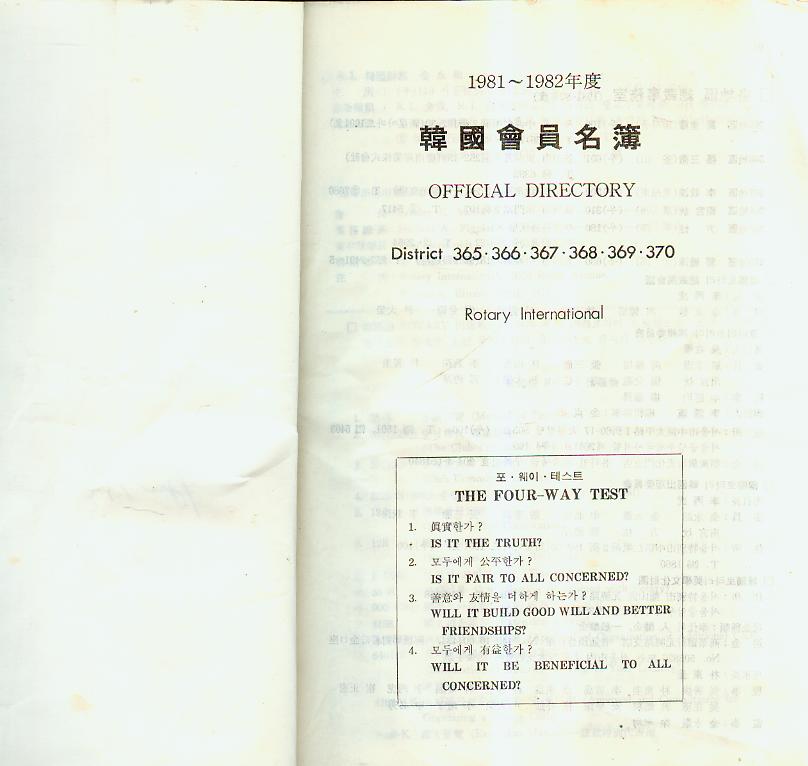 1981～1982年度
韓國會員名簿
OFFICIAL DIRECTORY
District 365·366·367·368·369·370
Rotary International
포·웨이·테스트
THE FOUR-WAY TEST
1. 眞實한가?
IS IT THE TRUTH?
2. 모두에게 公平한가?
IS IT FAIR TO ALL CONCERNED?
3. 善意와 友情을 더하게 하는가?
WILL IT BUILD GOOD WILL AND BETTER
FRIENDSHIPS?
4. 모두에게 有益한가?
WILL IT BE BENEFICIAL TO ALL
CONCERNED?